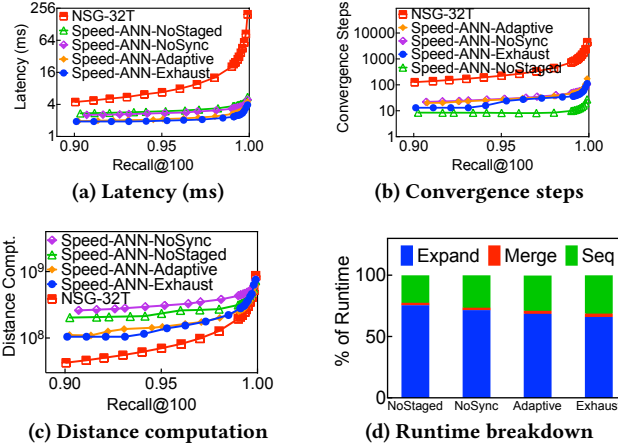 256
64
16
4
1
Latency (ms)
NSG-32T
Speed-ANN-NoStaged
Speed-ANN-NoSync
Speed-ANN-Adaptive
Speed-ANN-Exhaust
0.90
0.95
1.00
Recall@100
(a) Latency (ms)
Convergence Steps
10000
1000
100
10
1
NSG-32T
Speed-ANN-Adaptive
Speed-ANN-NoSync
Speed-ANN-Exhaust
Speed-ANN-NoStaged
0.90
0.95
1.00
Recall@100
(b) Convergence steps
Distance Compt.
10⁹
10⁸
Speed-ANN-NoSync
Speed-ANN-NoStaged
Speed-ANN-Adaptive
Speed-ANN-Exhaust
NSG-32T
0.90
0.95
1.00
Recall@100
(c) Distance computation
% of Runtime
Expand Merge Seq
100
50
0
NoStaged NoSync Adaptive Exhaus
(d) Runtime breakdown